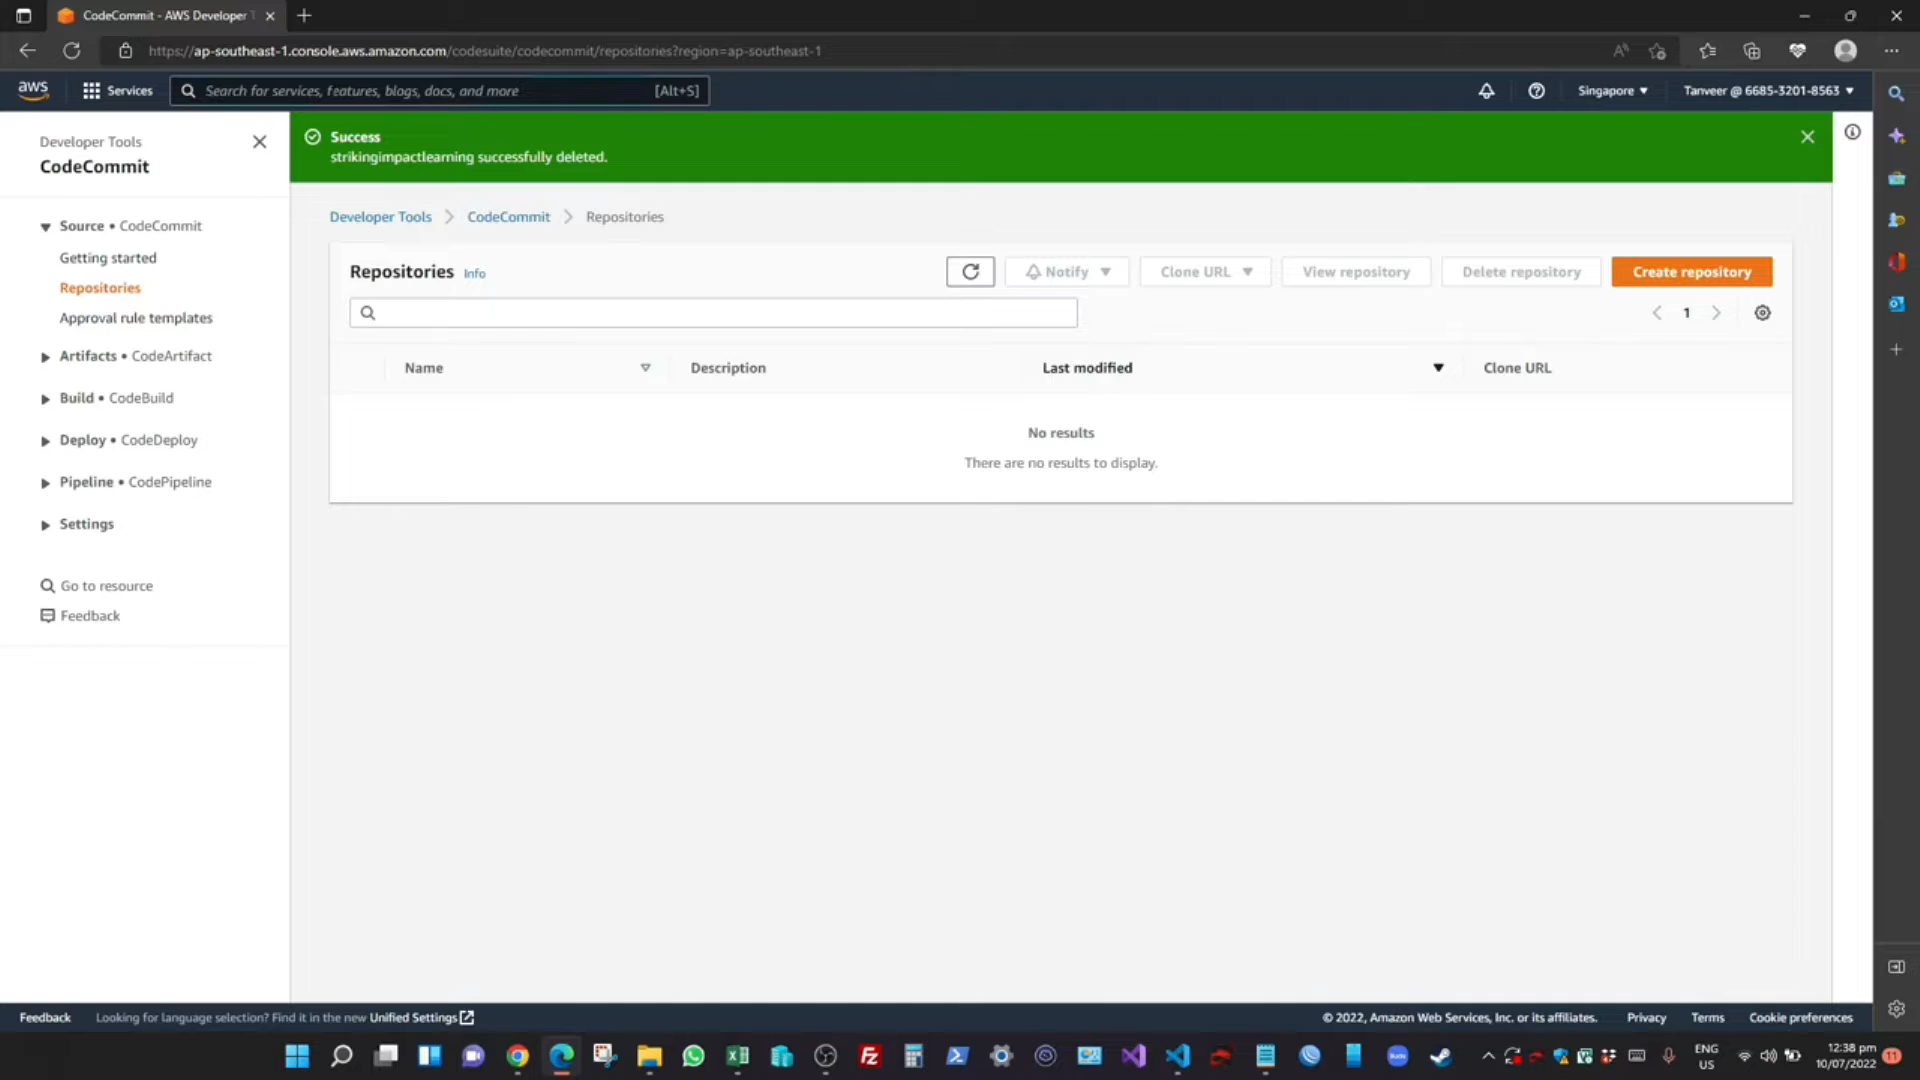 CodeCommit - AWS Developer T
https://ap-southeast-1.console.aws.amazon.com/codesuite/codecommit/repositories?region=ap-southeast-1
aws
Services
Search for services, features, blogs, docs, and more
[Alt+S]
Singapore
Tanveer @ 6685-3201-8563
Developer Tools
CodeCommit
Source • CodeCommit
Getting started
Repositories
Approval rule templates
Artifacts • CodeArtifact
Build • CodeBuild
Deploy • CodeDeploy
Pipeline • CodePipeline
Settings
Go to resource
Feedback
Success
strikingimpactlearning successfully deleted.
Developer Tools
CodeCommit
Repositories
Repositories Info
Notify
Clone URL
View repository
Delete repository
Create repository
1
Name
Description
Last modified
Clone URL
No results
There are no results to display.
Feedback
Looking for language selection? Find it in the new Unified Settings
© 2022, Amazon Web Services, Inc. or its affiliates.
Privacy
Terms
Cookie preferences
ENG
US
12:38 pm
10/07/2022
11